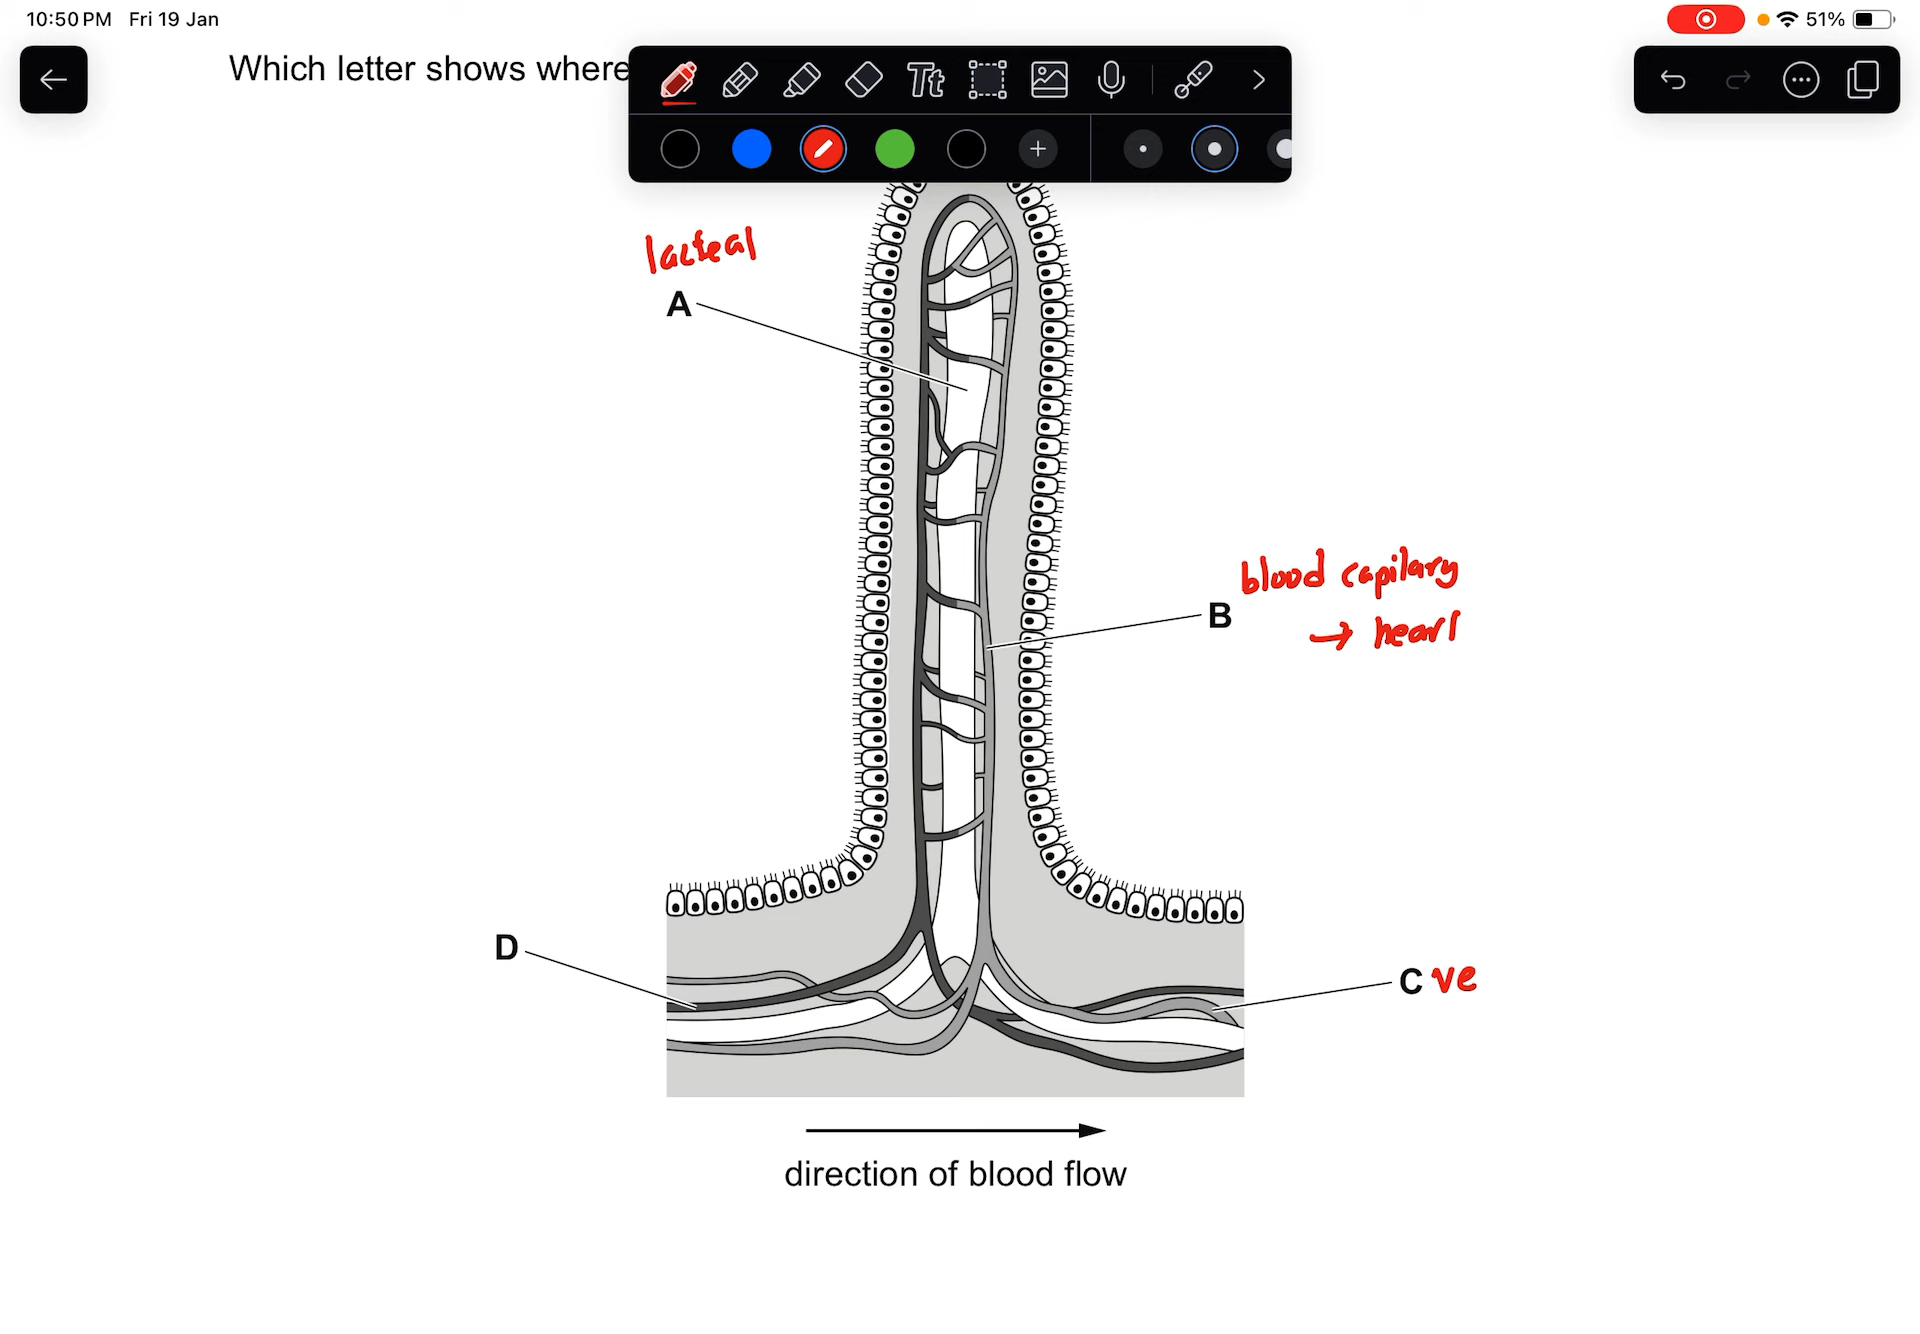 10:50 PM Fri 19 Jan
51%
Which letter shows where
Tt
lacteal
A
blood capilary
B
→ heart
D
C ve
direction of blood flow